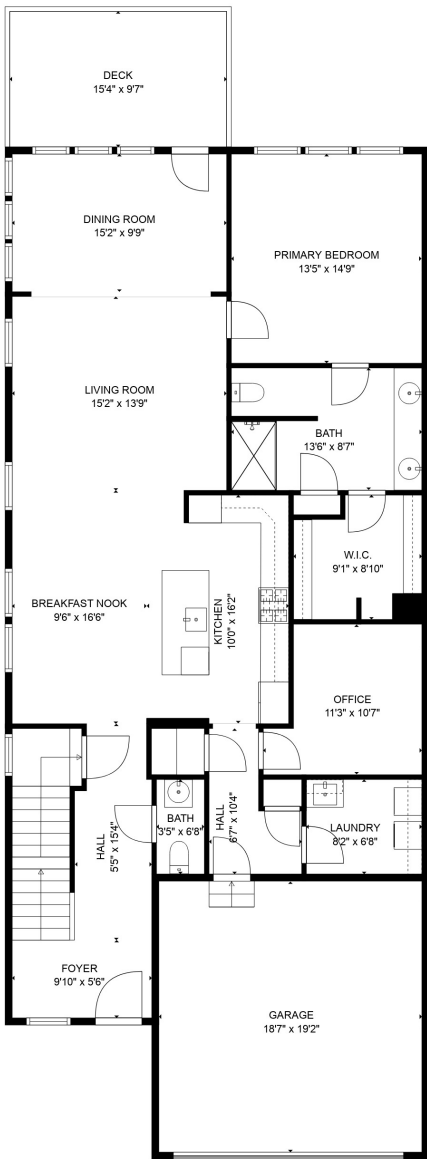 DECK
15'4" x 9'7"
DINING ROOM
15'2" x 9'9"
PRIMARY BEDROOM
13'5" x 14'9"
LIVING ROOM
15'2" x 13'9"
BATH
13'6" x 8'7"
W.I.C.
9'1" x 8'10"
BREAKFAST NOOK
9'6" x 16'6"
KITCHEN
10'0" x 16'2"
OFFICE
11'3" x 10'7"
HALL
5'5" x 15'4"
BATH
3'5" x 6'8"
HALL
6'7" x 10'4"
LAUNDRY
8'2" x 6'8"
FOYER
9'10" x 5'6"
GARAGE
18'7" x 19'2"